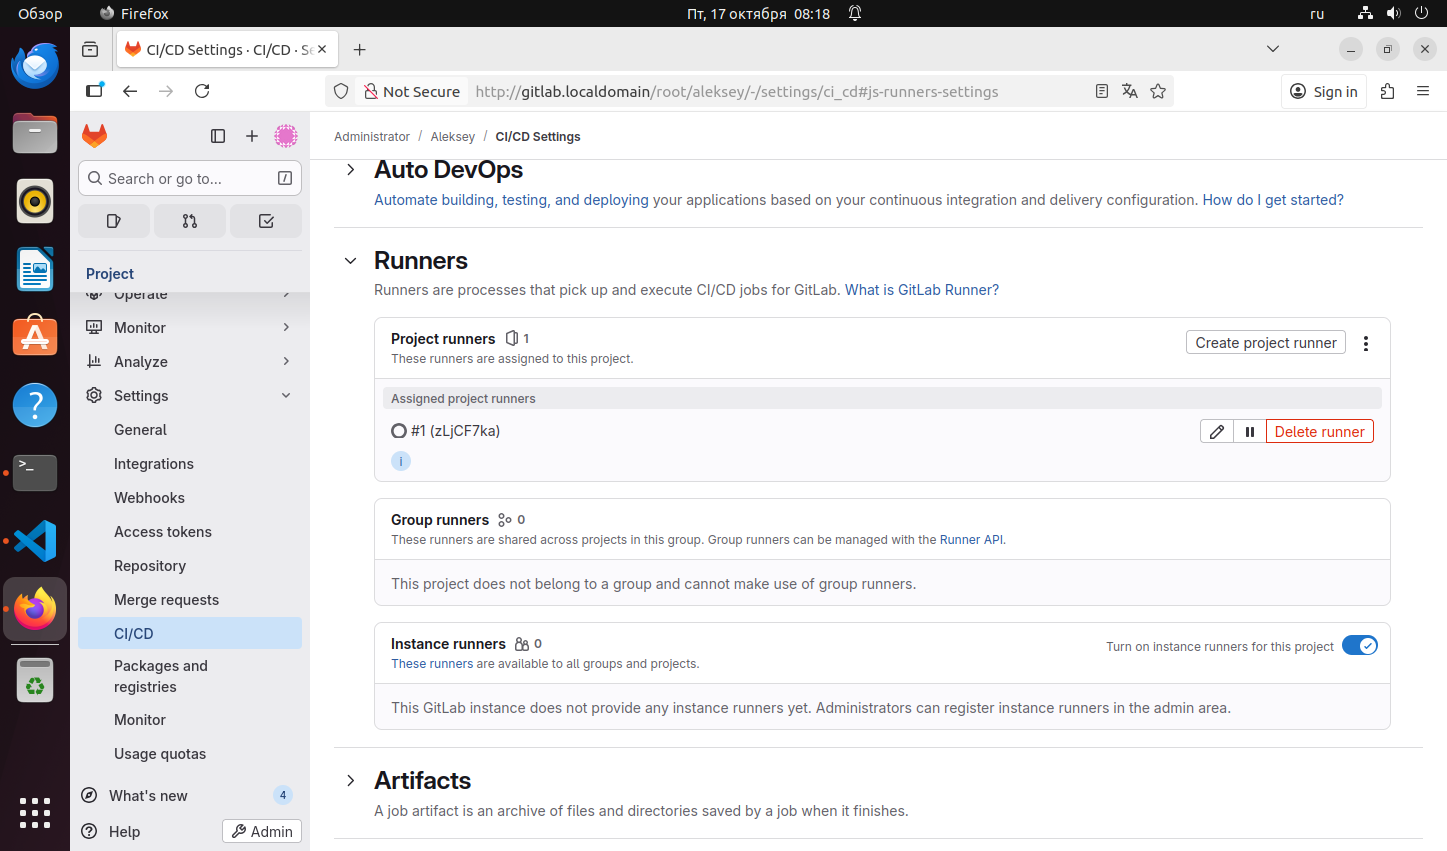 Обзор
Firefox
Пт, 17 октября 08:18
ru
CI/CD Settings · CI/CD · Se
Not Secure
http://gitlab.localdomain/root/aleksey/-/settings/ci_cd#js-runners-settings
Sign in
Administrator / Aleksey / CI/CD Settings
Search or go to...
/
Project
Operate
Monitor
Analyze
Settings
General
Integrations
Webhooks
Access tokens
Repository
Merge requests
CI/CD
Packages and
registries
Monitor
Usage quotas
What's new
4
Help
Admin
Auto DevOps
Automate building, testing, and deploying your applications based on your continuous integration and delivery configuration. How do I get started?
Runners
Runners are processes that pick up and execute CI/CD jobs for GitLab. What is GitLab Runner?
Project runners 1
Create project runner
These runners are assigned to this project.
Assigned project runners
#1 (zLjCF7ka)
Delete runner
i
Group runners 0
These runners are shared across projects in this group. Group runners can be managed with the Runner API.
This project does not belong to a group and cannot make use of group runners.
Instance runners 0
Turn on instance runners for this project
These runners are available to all groups and projects.
This GitLab instance does not provide any instance runners yet. Administrators can register instance runners in the admin area.
Artifacts
A job artifact is an archive of files and directories saved by a job when it finishes.